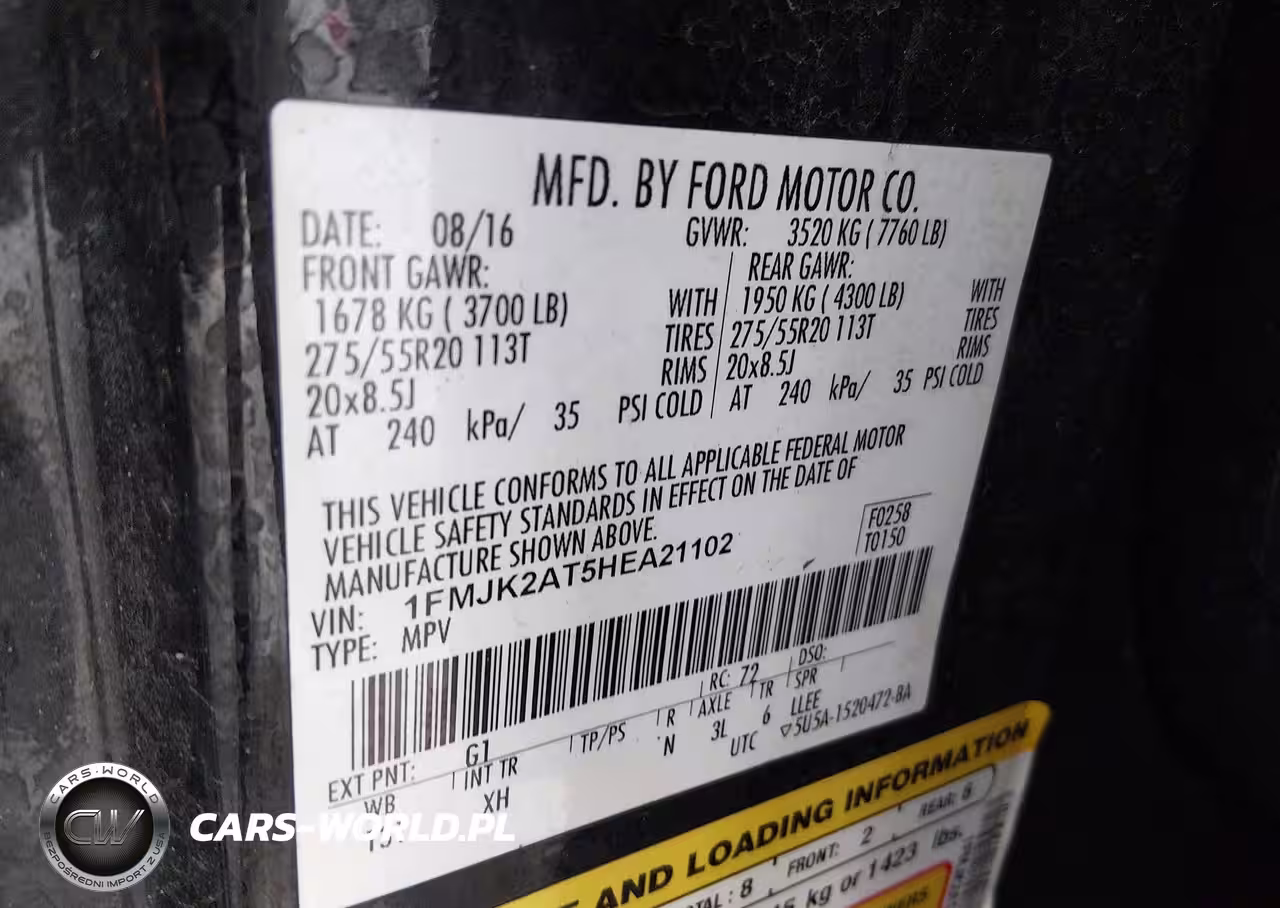 MFD. BY FORD MOTOR CO.
DATE: 08/16 GVWR: 3520 KG ( 7760 LB)
FRONT GAWR: REAR GAWR:
1678 KG ( 3700 LB) WITH 1950 KG ( 4300 LB) WITH
275/55R20 113T TIRES 275/55R20 113T TIRES
20x8.5J RIMS 20x8.5J RIMS
AT 240 kPa/ 35 PSI COLD AT 240 kPa/ 35 PSI COLD
THIS VEHICLE CONFORMS TO ALL APPLICABLE FEDERAL MOTOR
VEHICLE SAFETY STANDARDS IN EFFECT ON THE DATE OF
MANUFACTURE SHOWN ABOVE.
F0258
T0150
VIN: 1FMJK2AT5HEA21102
TYPE: MPV
EXT PNT: G1 RC: 72 DSO:
WB INT TR TP/PS R AXLE TR SPR
XH N 3L 6 LLEE
UTC ▽5U5A-1520472-BA
AND LOADING INFORMATION
: 8 FRONT: 2 REAR: 6
kg or 1423 lbs.
CARS-WORLD
CW
BEZPOŚREDNI IMPORT Z USA
CARS-WORLD.PL